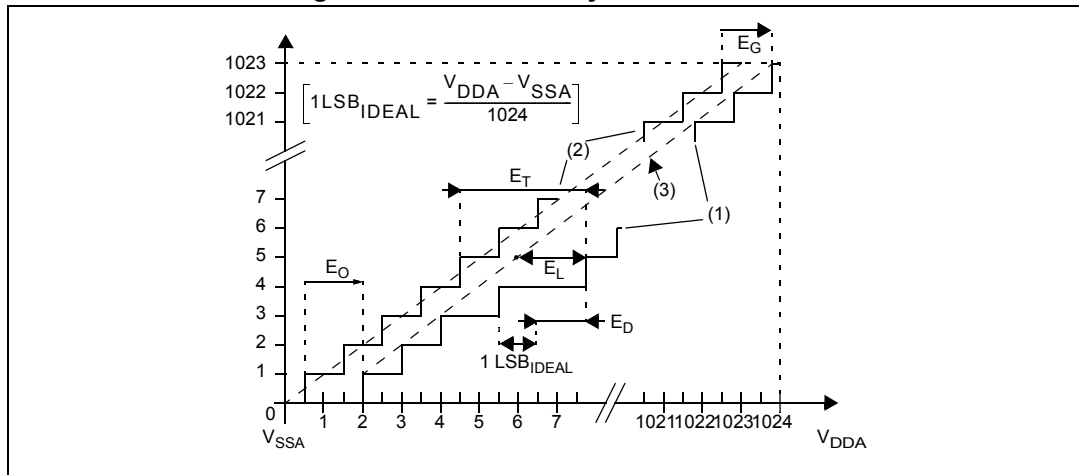 E_G
1023
1022
1021
[1LSB_IDEAL = (V_DDA – V_SSA) / 1024]
(2)
E_T
(3)
(1)
7
6
5
4
3
2
1
E_O
E_L
E_D
1 LSB_IDEAL
0
1 2 3 4 5 6 7 1021 1022 1023 1024
V_SSA V_DDA